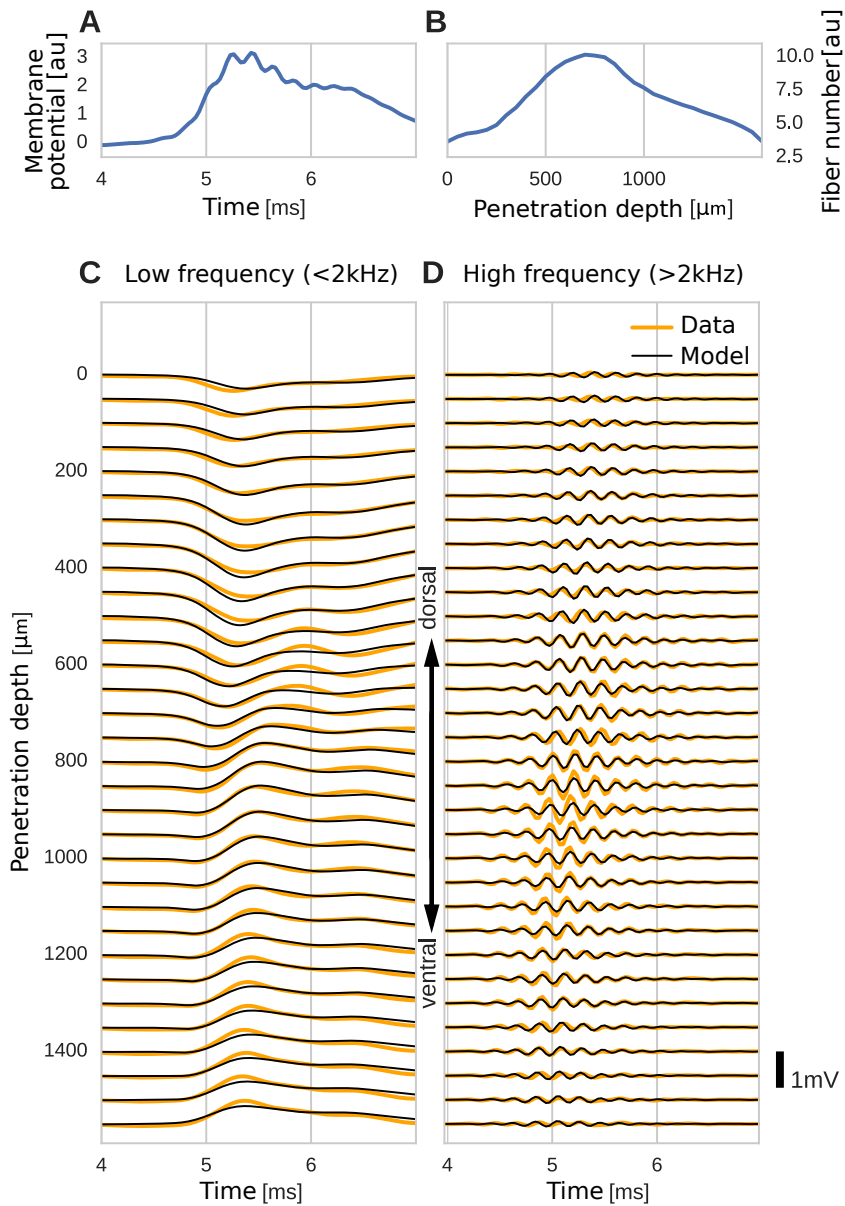 A
B
3
2
1
0
Membrane
potential [au]
4
5
6
Time [ms]
10.0
7.5
5.0
2.5
Fiber number[au]
0
500
1000
Penetration depth [µm]
C
Low frequency (<2kHz)
D
High frequency (>2kHz)
Data
Model
0
200
400
600
800
1000
1200
1400
Penetration depth [µm]
dorsal
ventral
1mV
4
5
6
Time [ms]
4
5
6
Time [ms]